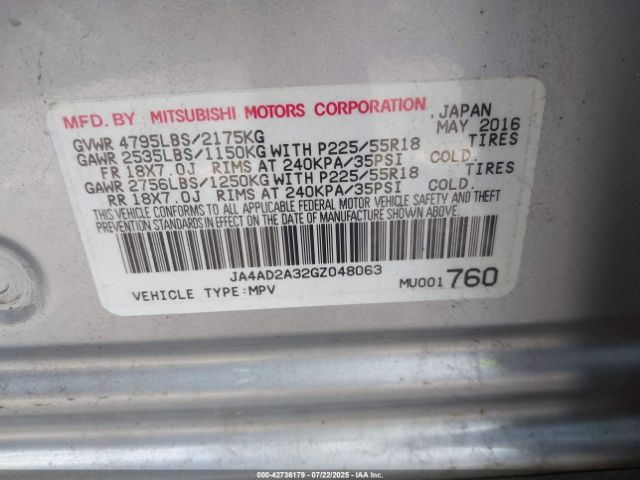 MFD. BY MITSUBISHI MOTORS CORPORATION JAPAN
GVWR 4795LBS/2175KG MAY 2016
GAWR 2535LBS/1150KG WITH P225/55R18 TIRES
FR 18X7.0J RIMS AT 240KPA/35PSI COLD.
GAWR 2756LBS/1250KG WITH P225/55R18 TIRES
RR 18X7.0J RIMS AT 240KPA/35PSI COLD.
THIS VEHICLE CONFORMS TO ALL APPLICABLE FEDERAL MOTOR VEHICLE SAFETY AND THEFT
PREVENTION STANDARDS IN EFFECT ON THE DATE OF MANUFACTURE SHOWN ABOVE.
JA4AD2A32GZ048063
VEHICLE TYPE:MPV MU001 760
000-42736179 - 07/22/2025 - IAA Inc.